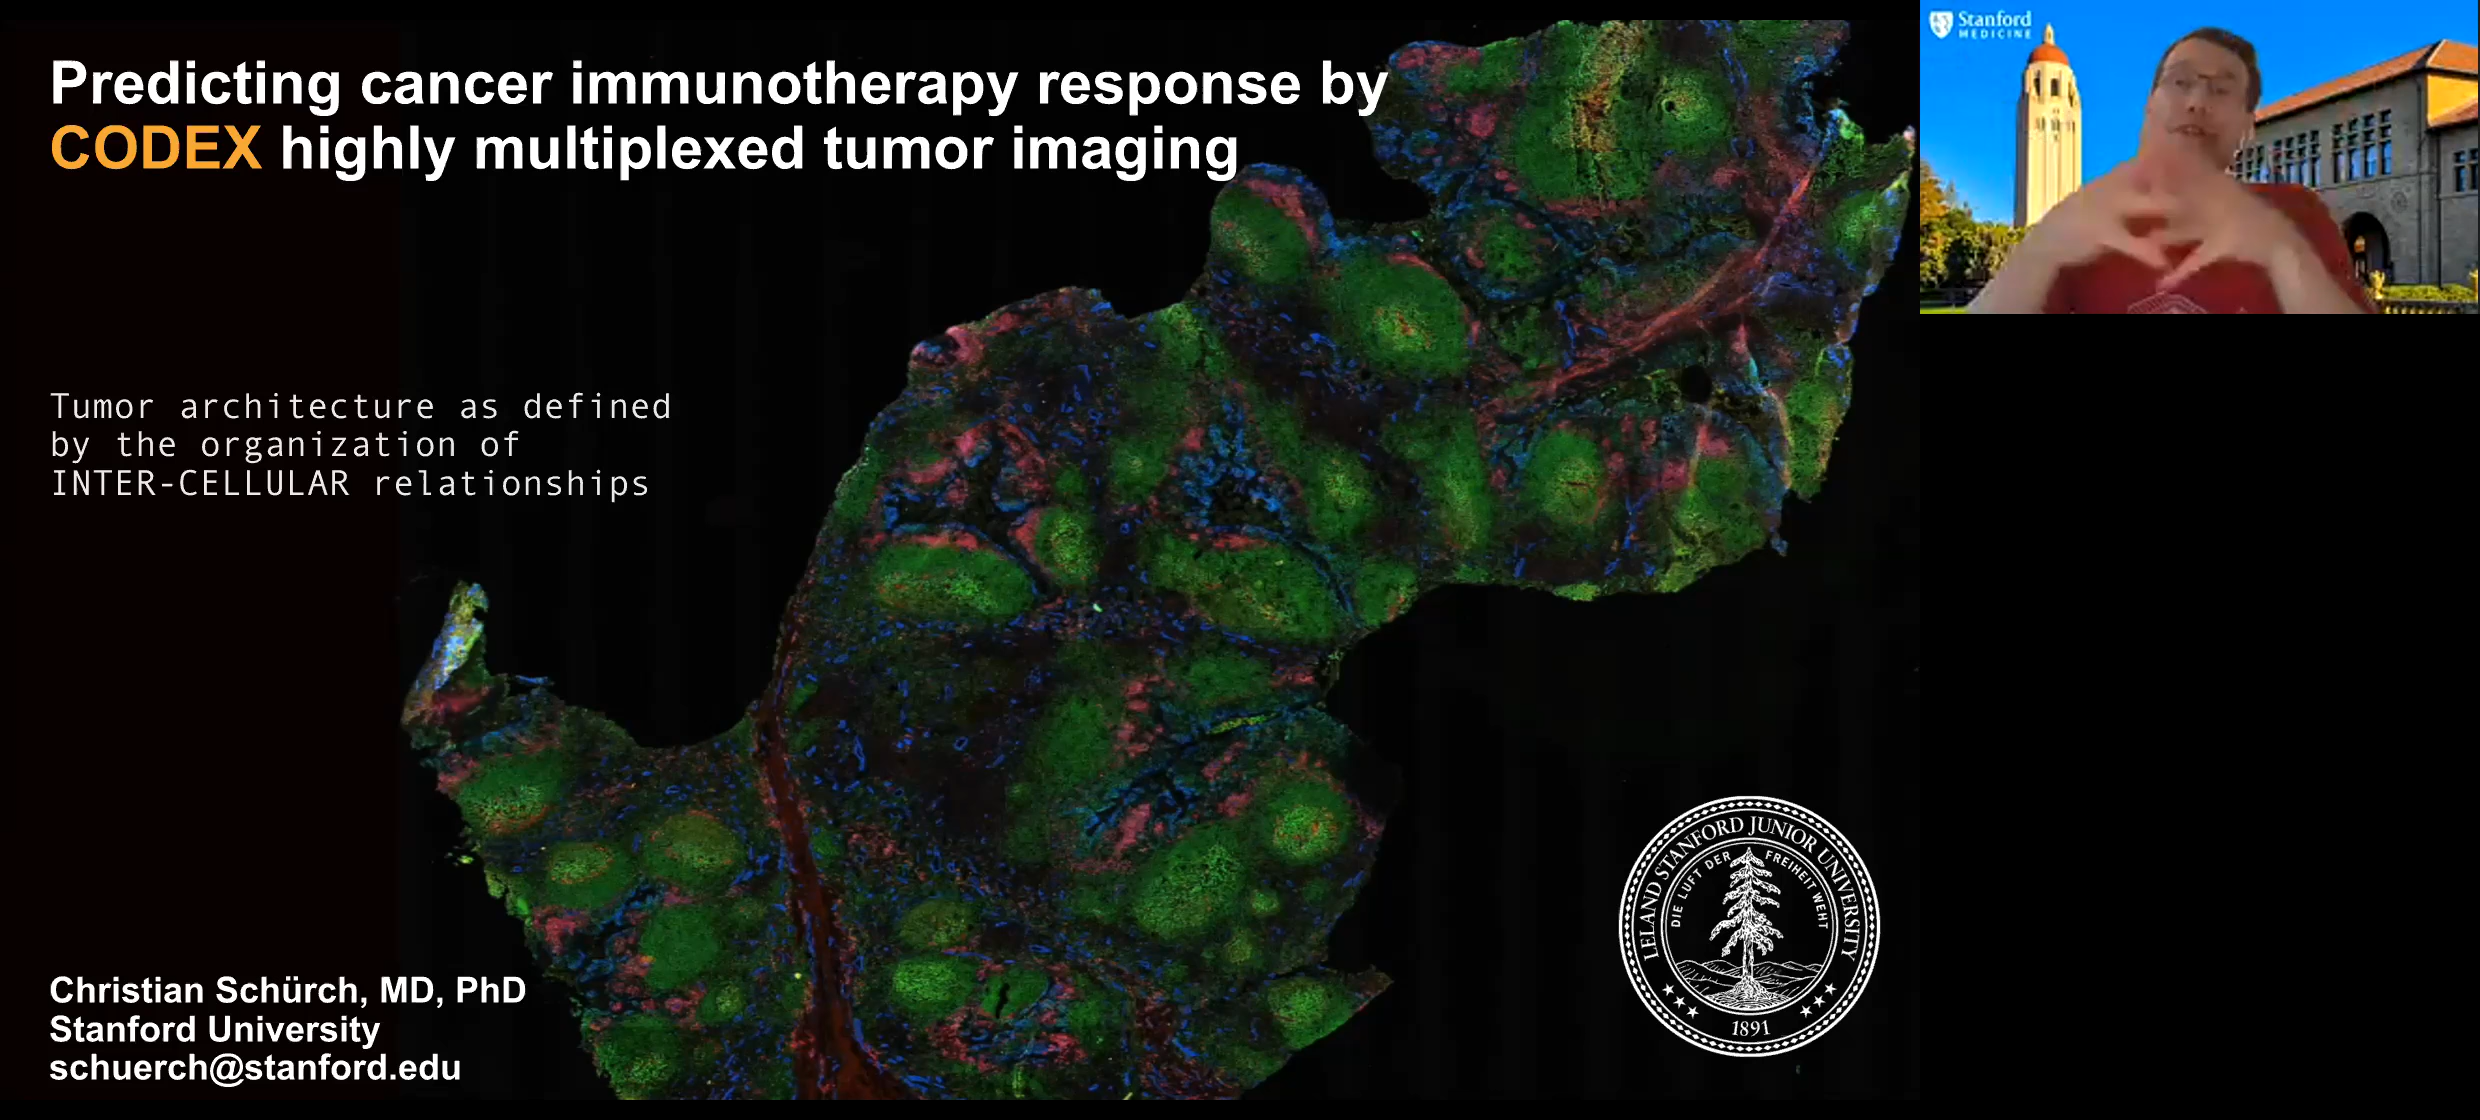 Predicting cancer immunotherapy response by
CODEX highly multiplexed tumor imaging
Stanford
MEDICINE
Tumor architecture as defined
by the organization of
INTER-CELLULAR relationships
Christian Schürch, MD, PhD
Stanford University
schuerch@stanford.edu
LELAND STANFORD JUNIOR UNIVERSITY
DIE LUFT DER FREIHEIT WEHT
1891